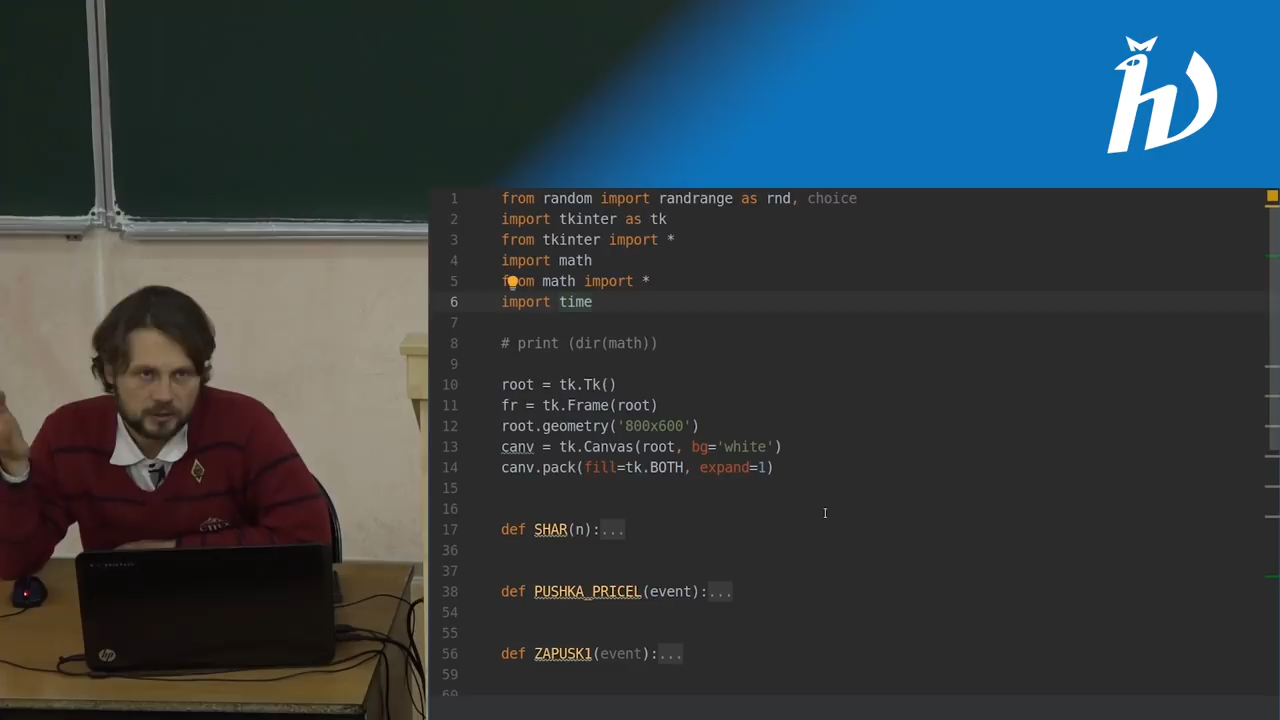 1 from random import randrange as rnd, choice
2 import tkinter as tk
3 from tkinter import *
4 import math
5 from math import *
6 import time
7
8 # print (dir(math))
9
10 root = tk.Tk()
11 fr = tk.Frame(root)
12 root.geometry('800x600')
13 canv = tk.Canvas(root, bg='white')
14 canv.pack(fill=tk.BOTH, expand=1)
15
16
17 def SHAR(n):...
36
37
38 def PUSHKA_PRICEL(event):...
54
55
56 def ZAPUSK1(event):...
59
60
hp